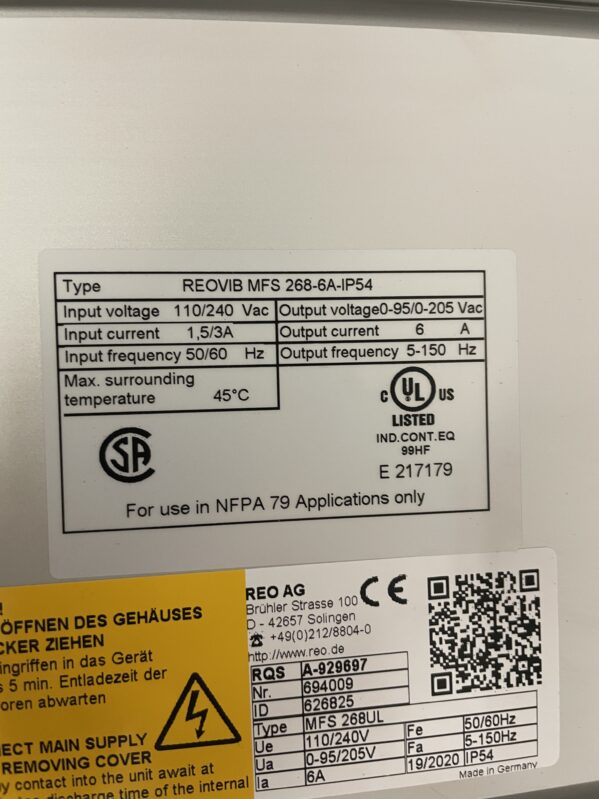 Type REOVIB MFS 268-6A-IP54
Input voltage 110/240 Vac Output voltage0-95/0-205 Vac
Input current 1,5/3A Output current 6 A
Input frequency 50/60 Hz Output frequency 5-150 Hz
Max. surrounding
temperature 45°C
c UL US
LISTED
IND.CONT.EQ
99HF
E 217179
SA
For use in NFPA 79 Applications only
!
ÖFFNEN DES GEHÄUSES
CKER ZIEHEN
ingriffen in das Gerät
s 5 min. Entladezeit der
oren abwarten
ECT MAIN SUPPLY
REMOVING COVER
y contact into the unit await at
discharge time of the internal
REO AG CE
Brühler Strasse 100
D - 42657 Solingen
☎ +49(0)212/8804-0
http://www.reo.de
RQS A-929697
Nr. 694009
ID 626825
Type MFS 268UL
Ue 110/240V Fe 50/60Hz
Ua 0-95/205V Fa 5-150Hz
Ia 6A 19/2020 IP54
Made in Germany